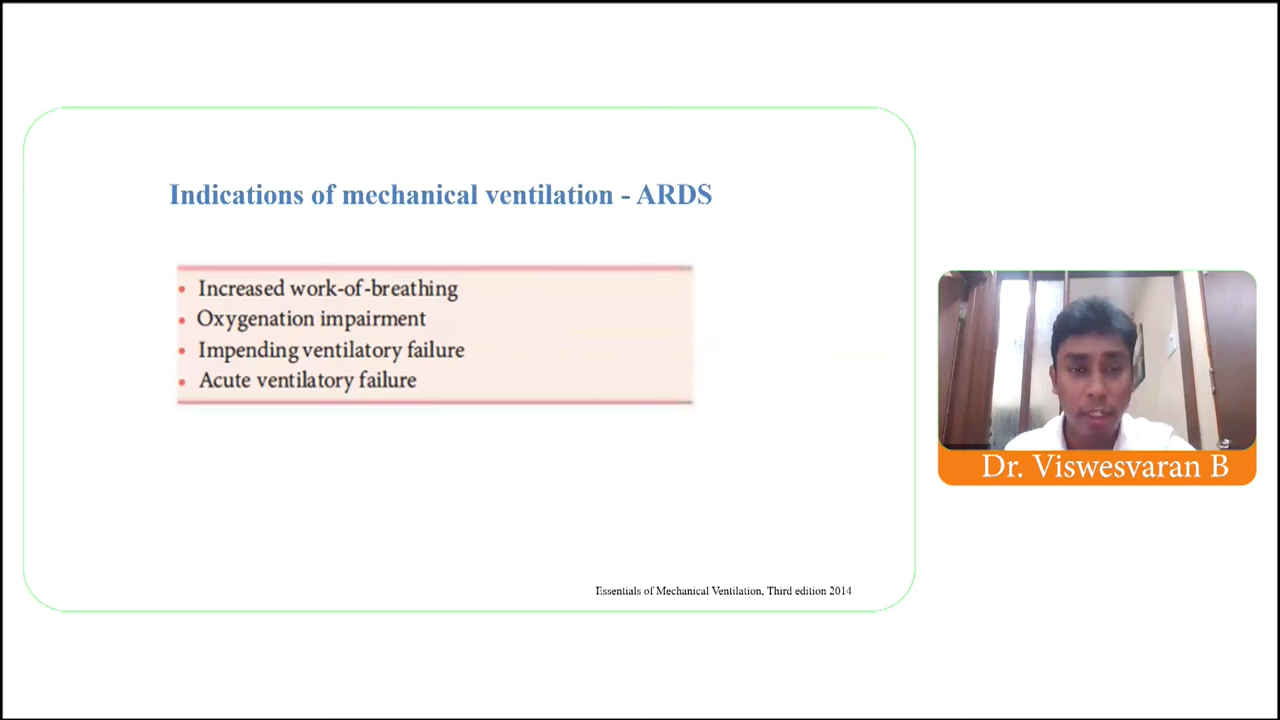 Indications of mechanical ventilation - ARDS
• Increased work-of-breathing
• Oxygenation impairment
• Impending ventilatory failure
• Acute ventilatory failure
Essentials of Mechanical Ventilation, Third edition 2014
Dr. Viswesvaran B